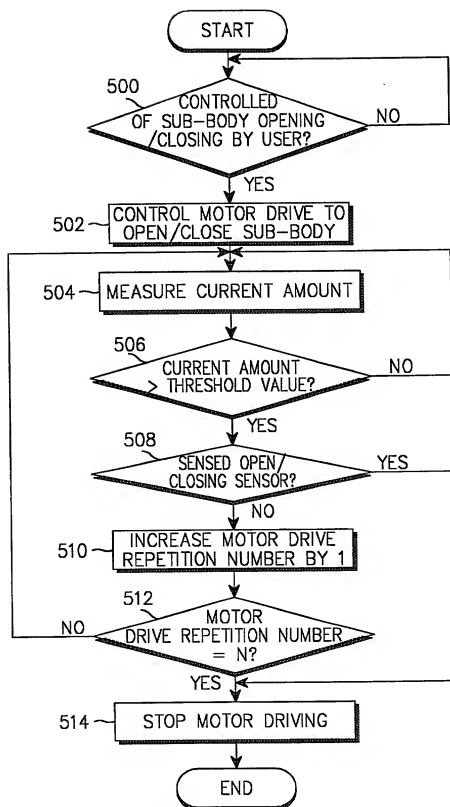 START
500
CONTROLLED
OF SUB-BODY OPENING
/CLOSING BY USER?
NO
YES
502
CONTROL MOTOR DRIVE TO
OPEN/CLOSE SUB-BODY
504
MEASURE CURRENT AMOUNT
506
CURRENT AMOUNT
> THRESHOLD VALUE?
NO
YES
508
SENSED OPEN/
CLOSING SENSOR?
YES
NO
510
INCREASE MOTOR DRIVE
REPETITION NUMBER BY 1
512
MOTOR
DRIVE REPETITION NUMBER
= N?
NO
YES
514
STOP MOTOR DRIVING
END